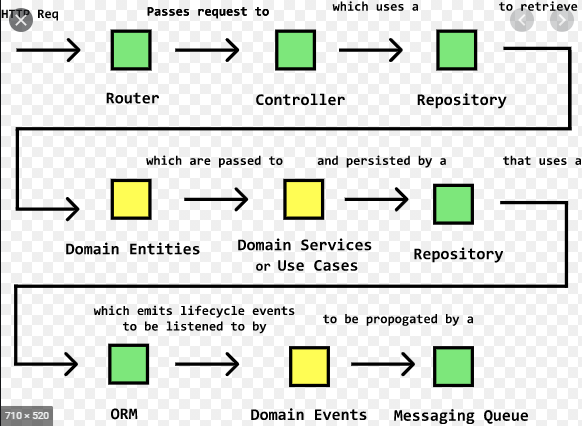 HTTP Req
Passes request to
which uses a
to retrieve
Router
Controller
Repository
which are passed to
and persisted by a
that uses a
Domain Entities
Domain Services
or Use Cases
Repository
which emits lifecycle events
to be listened to by
to be propogated by a
ORM
Domain Events
Messaging Queue
710 × 520